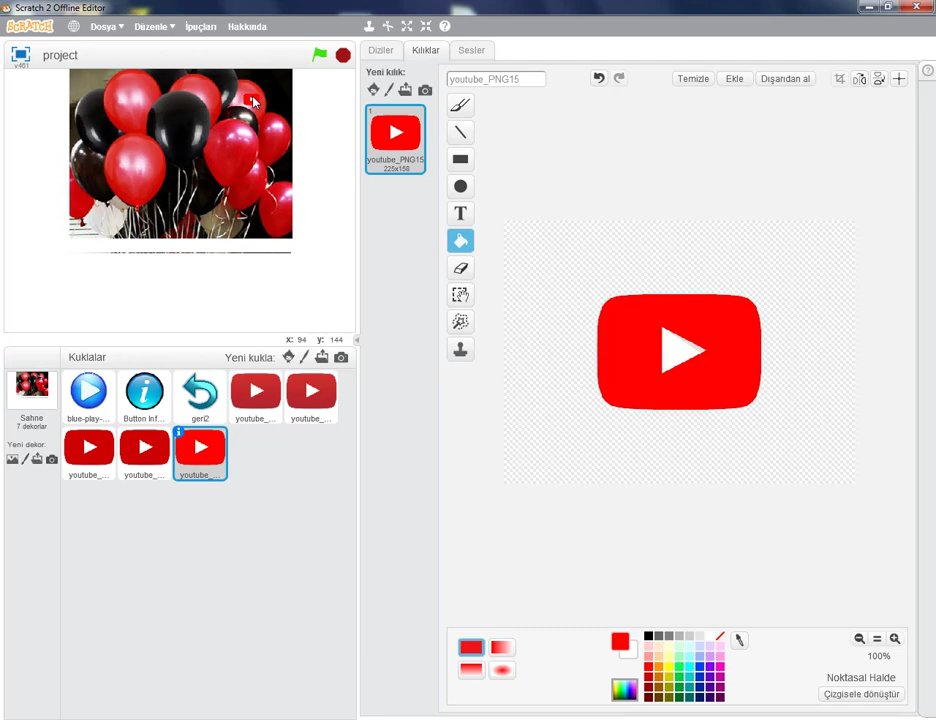 Scratch 2 Offline Editor
SCRATCH Dosya Düzenle İpuçları Hakkında
project
v461
Diziler Kılıklar Sesler
Yeni kılık:
1
youtube_PNG15
225x158
youtube_PNG15
Temizle Ekle Dışarıdan al
T
x: 94 y: 144
Kuklalar Yeni kukla:
Sahne
7 dekorlar
Yeni dekor:
blue-play-... Button Inf... geri2 youtube_... youtube_...
youtube_... youtube_... youtube_...
100%
Noktasal Halde
Çizgisele dönüştür